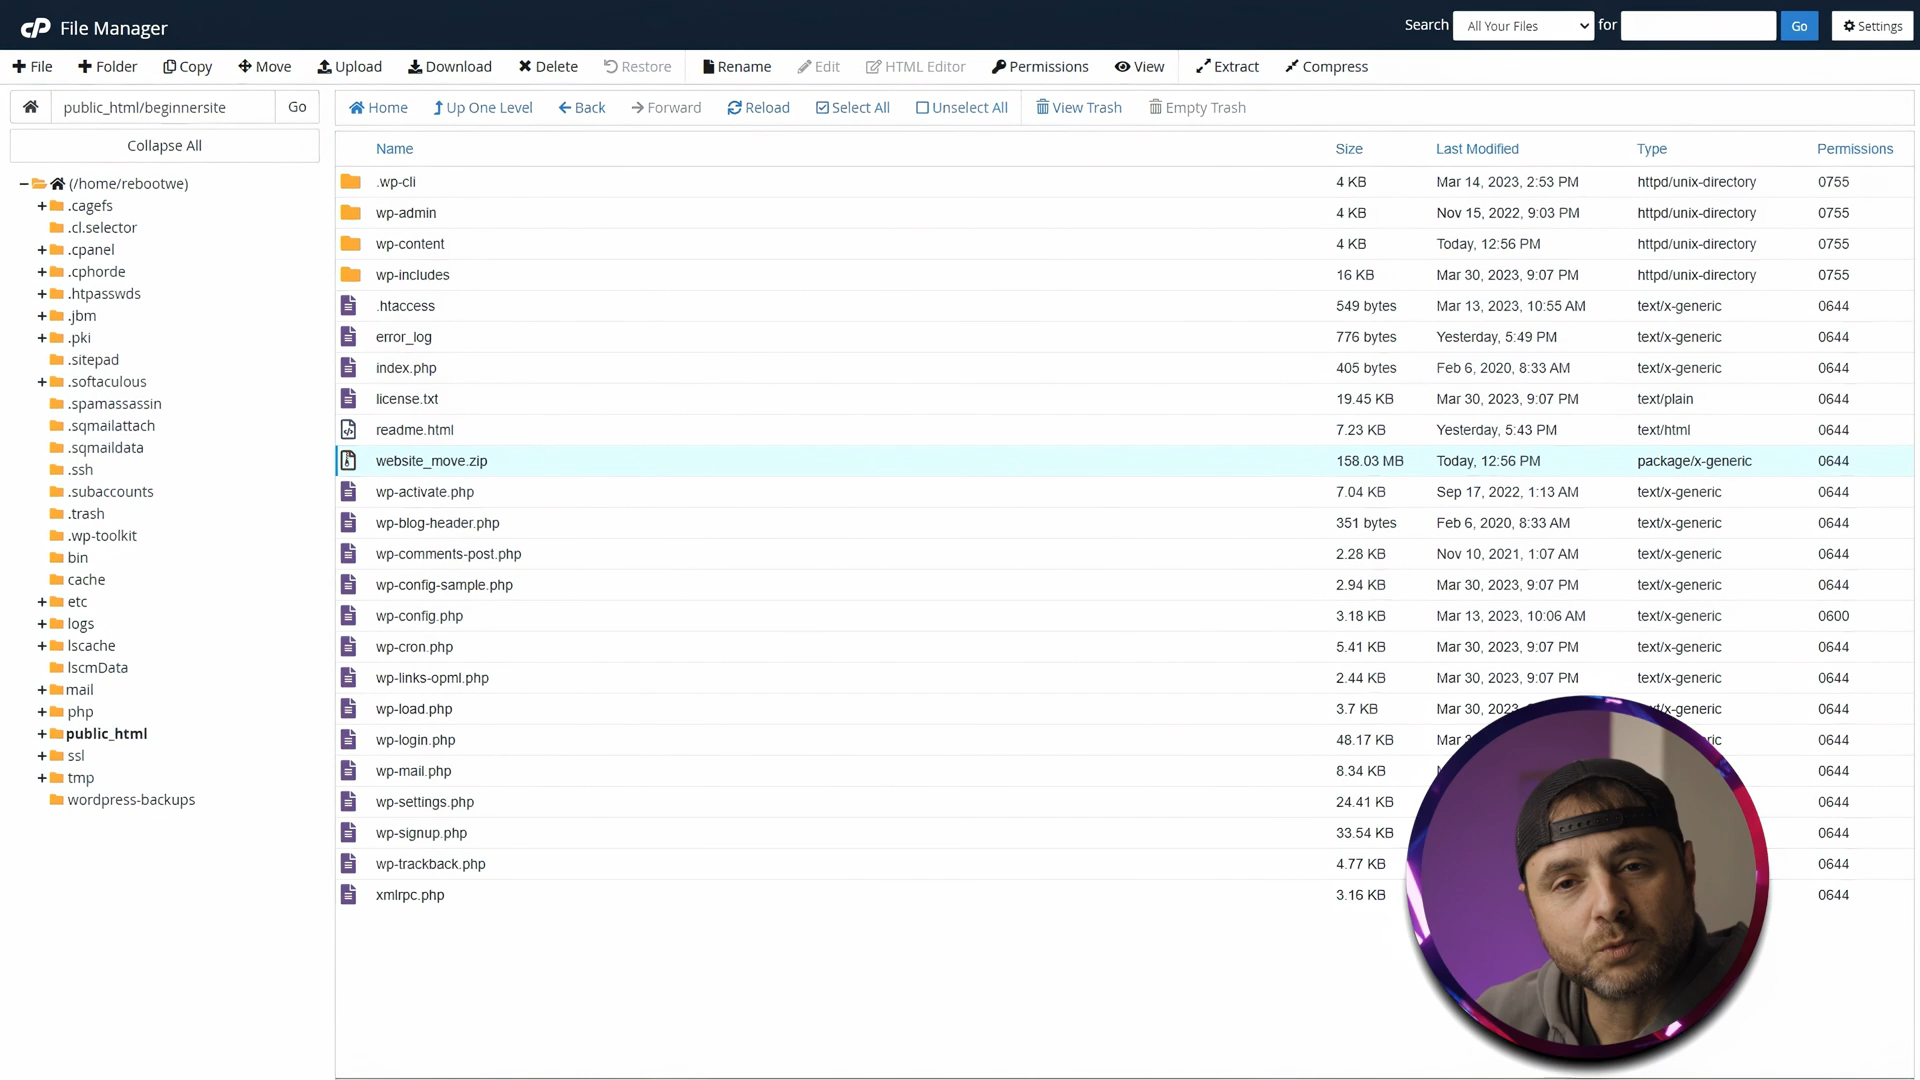 cP File Manager
Search All Your Files for Go Settings
File Folder Copy Move Upload Download Delete Restore Rename Edit HTML Editor Permissions View Extract Compress
public_html/beginnersite Go
Home Up One Level Back Forward Reload Select All Unselect All View Trash Empty Trash
Collapse All
(/home/rebootwe)
.cagefs
.cl.selector
.cpanel
.cphorde
.htpasswds
.jbm
.pki
.sitepad
.softaculous
.spamassassin
.sqmailattach
.sqmaildata
.ssh
.subaccounts
.trash
.wp-toolkit
bin
cache
etc
logs
lscache
lscmData
mail
php
public_html
ssl
tmp
wordpress-backups
Name Size Last Modified Type Permissions
.wp-cli 4 KB Mar 14, 2023, 2:53 PM httpd/unix-directory 0755
wp-admin 4 KB Nov 15, 2022, 9:03 PM httpd/unix-directory 0755
wp-content 4 KB Today, 12:56 PM httpd/unix-directory 0755
wp-includes 16 KB Mar 30, 2023, 9:07 PM httpd/unix-directory 0755
.htaccess 549 bytes Mar 13, 2023, 10:55 AM text/x-generic 0644
error_log 776 bytes Yesterday, 5:49 PM text/x-generic 0644
index.php 405 bytes Feb 6, 2020, 8:33 AM text/x-generic 0644
license.txt 19.45 KB Mar 30, 2023, 9:07 PM text/plain 0644
readme.html 7.23 KB Yesterday, 5:43 PM text/html 0644
website_move.zip 158.03 MB Today, 12:56 PM package/x-generic 0644
wp-activate.php 7.04 KB Sep 17, 2022, 1:13 AM text/x-generic 0644
wp-blog-header.php 351 bytes Feb 6, 2020, 8:33 AM text/x-generic 0644
wp-comments-post.php 2.28 KB Nov 10, 2021, 1:07 AM text/x-generic 0644
wp-config-sample.php 2.94 KB Mar 30, 2023, 9:07 PM text/x-generic 0644
wp-config.php 3.18 KB Mar 13, 2023, 10:06 AM text/x-generic 0600
wp-cron.php 5.41 KB Mar 30, 2023, 9:07 PM text/x-generic 0644
wp-links-opml.php 2.44 KB Mar 30, 2023, 9:07 PM text/x-generic 0644
wp-load.php 3.7 KB Mar 30, 0644
wp-login.php 48.17 KB Mar 0644
wp-mail.php 8.34 KB 0644
wp-settings.php 24.41 KB 0644
wp-signup.php 33.54 KB 0644
wp-trackback.php 4.77 KB 0644
xmlrpc.php 3.16 KB 0644